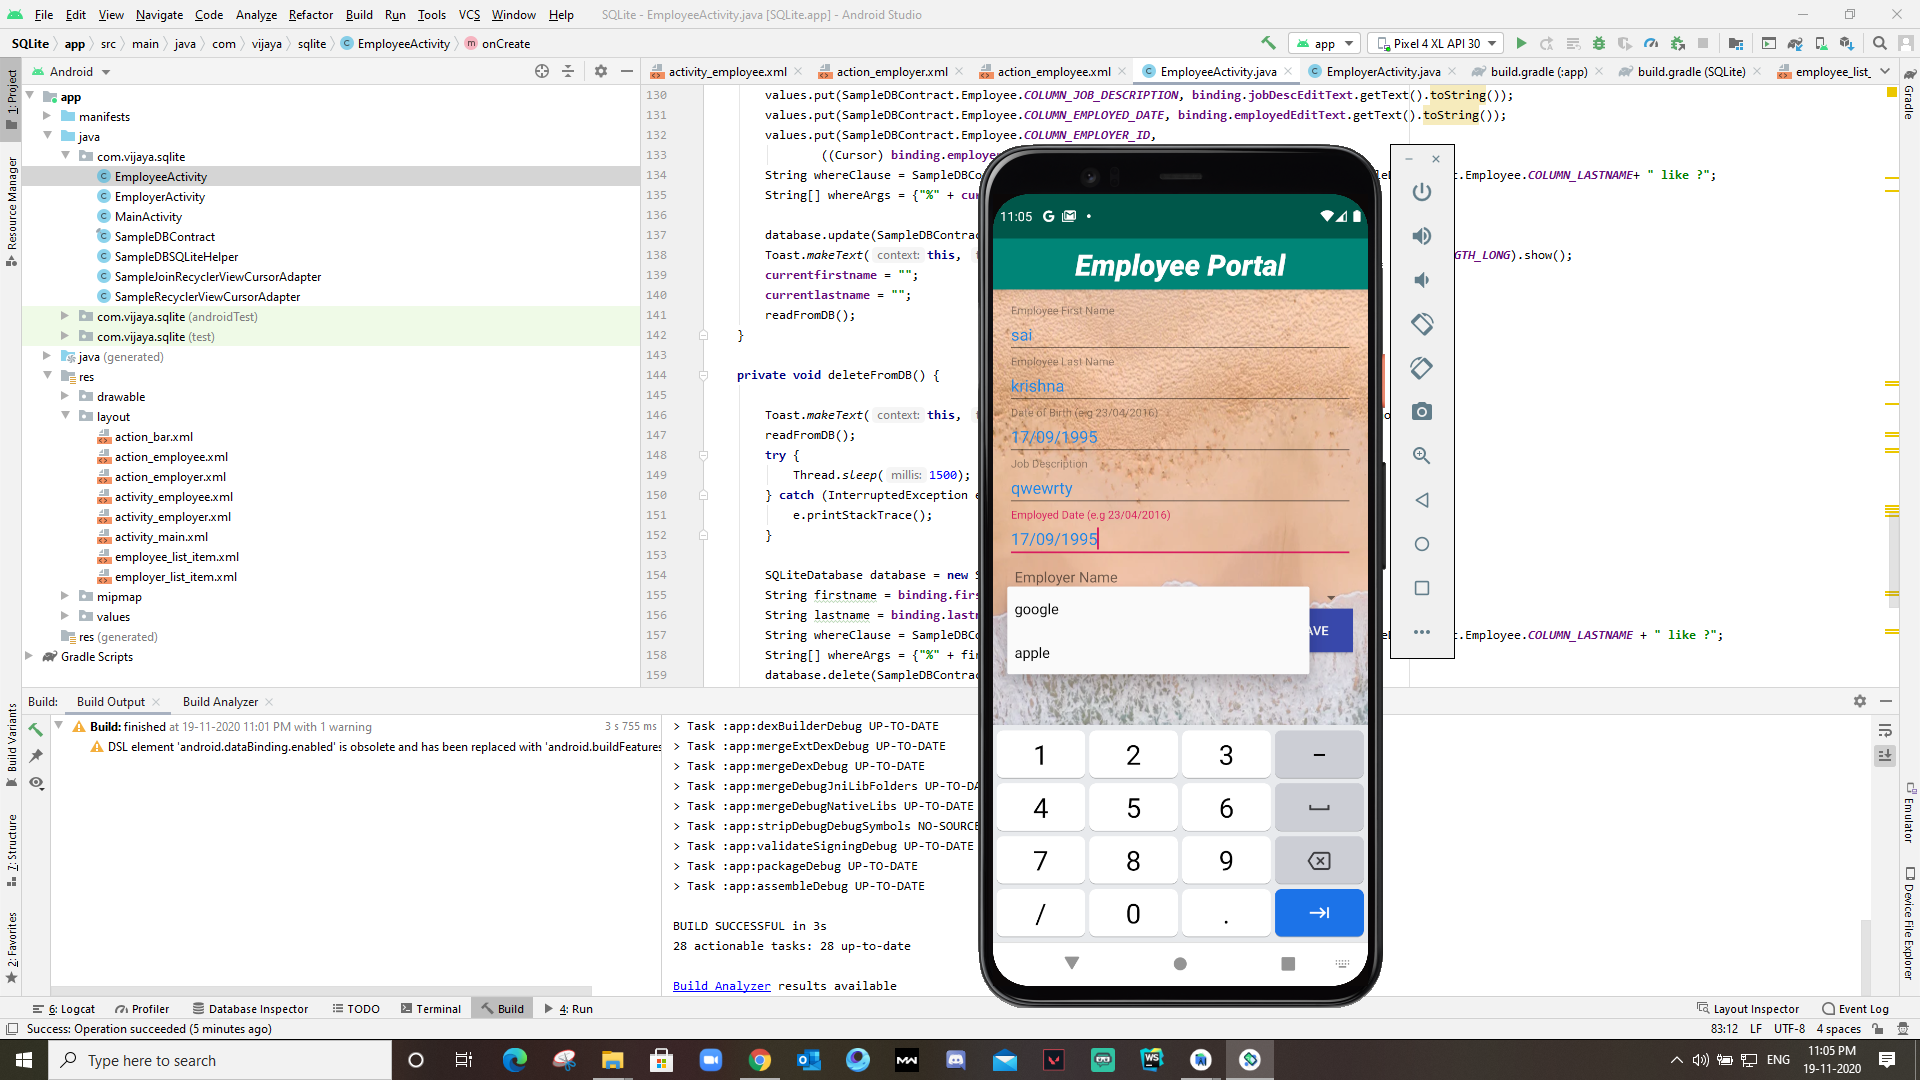 File Edit View Navigate Code Analyze Refactor Build Run Tools VCS Window Help SQLite - EmployeeActivity.java [SQLite.app] - Android Studio
SQLite app src main java com vijaya sqlite EmployeeActivity onCreate app Pixel 4 XL API 30
Android activity_employee.xml action_employer.xml action_employee.xml EmployeeActivity.java EmployerActivity.java build.gradle (:app) build.gradle (SQLite) employee_list_
1: Project
Resource Manager
Build Variants
7: Structure
2: Favorites
app
manifests
java
com.vijaya.sqlite
EmployeeActivity
EmployerActivity
MainActivity
SampleDBContract
SampleDBSQLiteHelper
SampleJoinRecyclerViewCursorAdapter
SampleRecyclerViewCursorAdapter
com.vijaya.sqlite (androidTest)
com.vijaya.sqlite (test)
java (generated)
res
drawable
layout
action_bar.xml
action_employee.xml
action_employer.xml
activity_employee.xml
activity_employer.xml
activity_main.xml
employee_list_item.xml
employer_list_item.xml
mipmap
values
res (generated)
Gradle Scripts
130 values.put(SampleDBContract.Employee.COLUMN_JOB_DESCRIPTION, binding.jobDescEditText.getText().toString());
131 values.put(SampleDBContract.Employee.COLUMN_EMPLOYED_DATE, binding.employedEditText.getText().toString());
132 values.put(SampleDBContract.Employee.COLUMN_EMPLOYER_ID,
133 ((Cursor) binding.employer
134 String whereClause = SampleDBCo t.Employee.COLUMN_LASTNAME+ " like ?";
135 String[] whereArgs = {"%" + cur
136
137 database.update(SampleDBContrac
138 Toast.makeText( context: this, GTH_LONG).show();
139 currentfirstname = "";
140 currentlastname = "";
141 readFromDB();
142 }
143
144 private void deleteFromDB() {
145
146 Toast.makeText( context: this,
147 readFromDB();
148 try {
149 Thread.sleep( millis: 1500);
150 } catch (InterruptedException e
151 e.printStackTrace();
152 }
153
154 SQLiteDatabase database = new S
155 String firstname = binding.firs
156 String lastname = binding.lastn
157 String whereClause = SampleDBCo t.Employee.COLUMN_LASTNAME + " like ?";
158 String[] whereArgs = {"%" + fir
159 database.delete(SampleDBContrac
11:05 G
Employee Portal
Employee First Name
sai
Employee Last Name
krishna
Date of Birth (e.g 23/04/2016)
17/09/1995
Job Description
qwewrty
Employed Date (e.g 23/04/2016)
17/09/1995
Employer Name
google
AVE
apple
1 2 3 -
4 5 6
7 8 9
/ 0 .
Gradle
Emulator
Device File Explorer
Build: Build Output Build Analyzer
Build: finished at 19-11-2020 11:01 PM with 1 warning 3 s 755 ms
DSL element 'android.dataBinding.enabled' is obsolete and has been replaced with 'android.buildFeatures
> Task :app:dexBuilderDebug UP-TO-DATE
> Task :app:mergeExtDexDebug UP-TO-DATE
> Task :app:mergeDexDebug UP-TO-DATE
> Task :app:mergeDebugJniLibFolders UP-TO-DA
> Task :app:mergeDebugNativeLibs UP-TO-DATE
> Task :app:stripDebugDebugSymbols NO-SOURCE
> Task :app:validateSigningDebug UP-TO-DATE
> Task :app:packageDebug UP-TO-DATE
> Task :app:assembleDebug UP-TO-DATE
BUILD SUCCESSFUL in 3s
28 actionable tasks: 28 up-to-date
Build Analyzer results available
6: Logcat Profiler Database Inspector TODO Terminal Build 4: Run Layout Inspector Event Log
Success: Operation succeeded (5 minutes ago) 83:12 LF UTF-8 4 spaces
Type here to search ENG 11:05 PM
19-11-2020